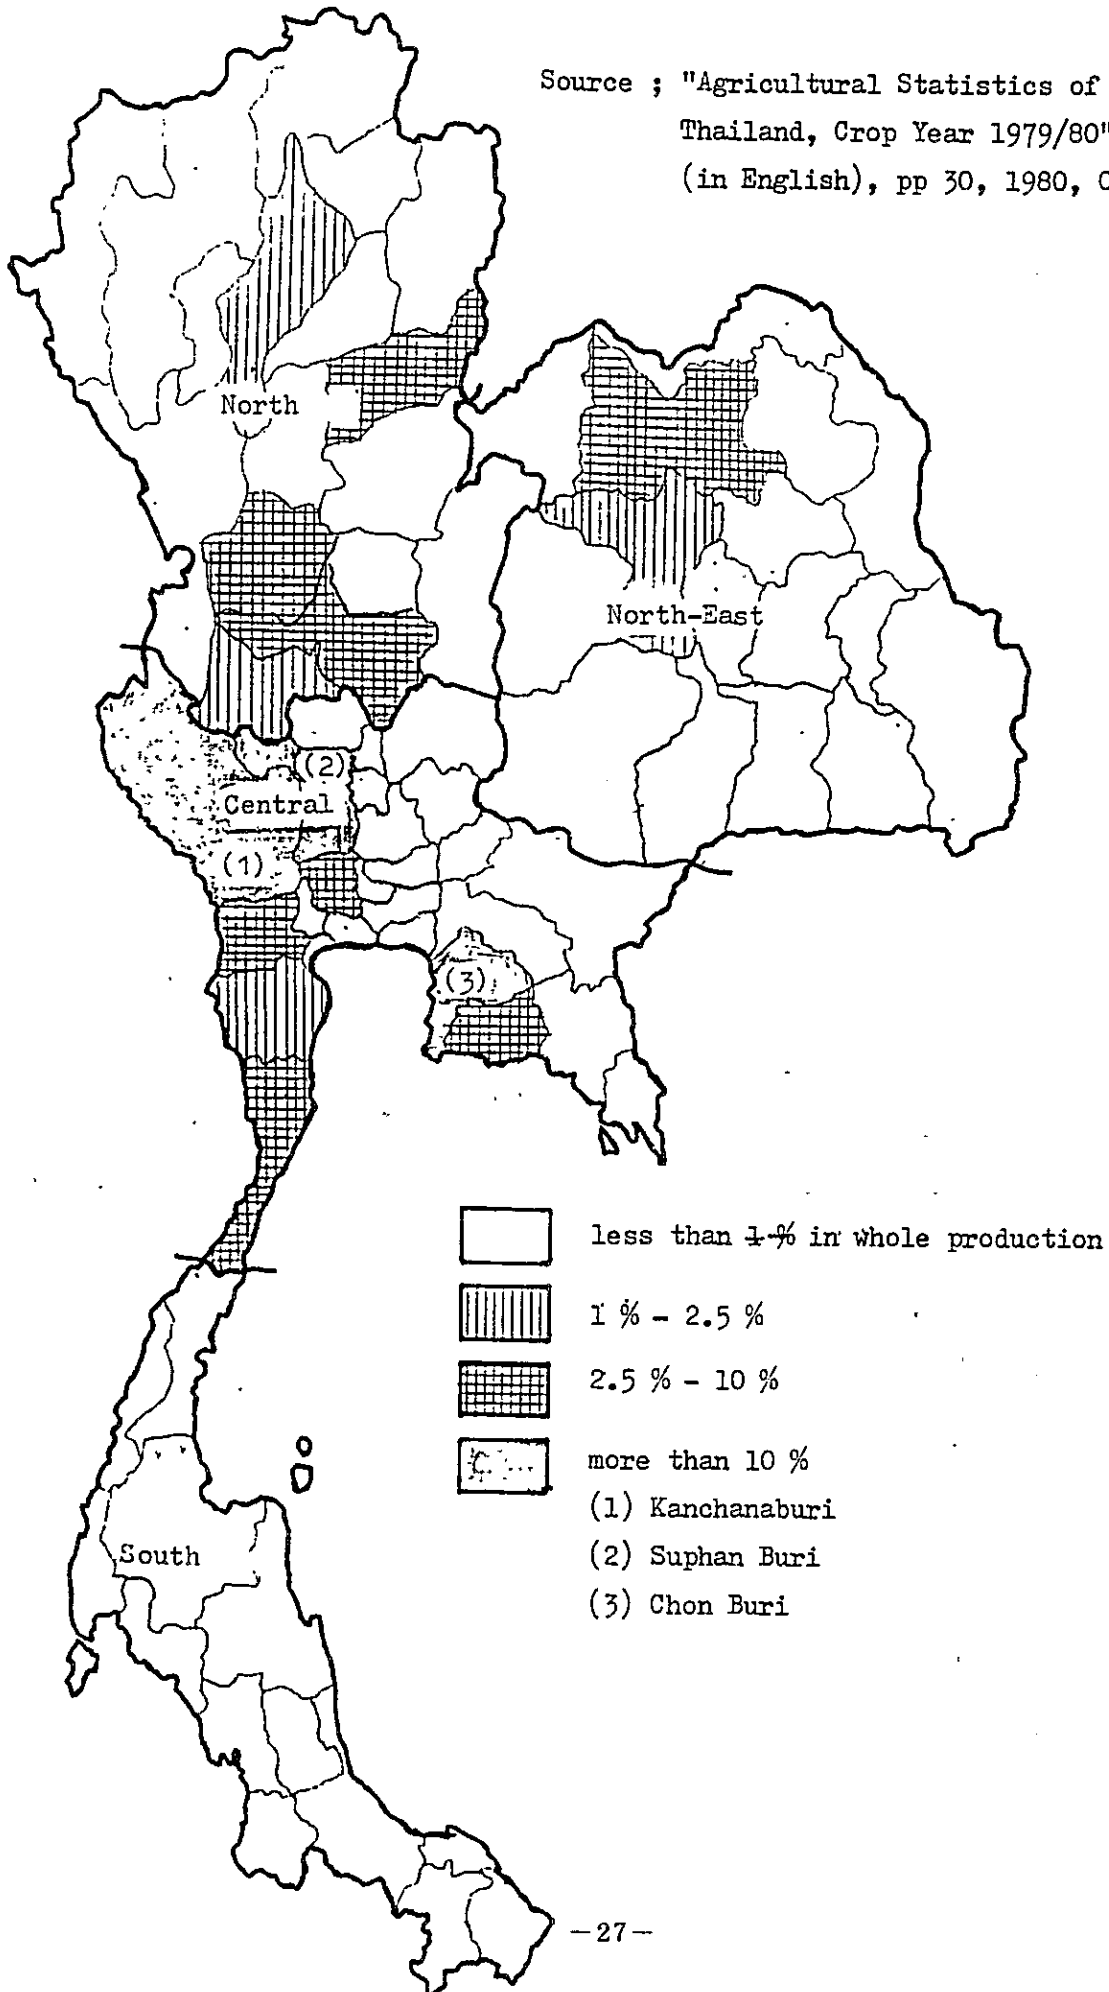 Source ; "Agricultural Statistics of
Thailand, Crop Year 1979/80"
(in English), pp 30, 1980,
North
North-East
(2)
Central
(1)
(3)
less than 1 % in whole production
1 % - 2.5 %
2.5 % - 10 %
more than 10 %
(1) Kanchanaburi
(2) Suphan Buri
(3) Chon Buri
South
-27-